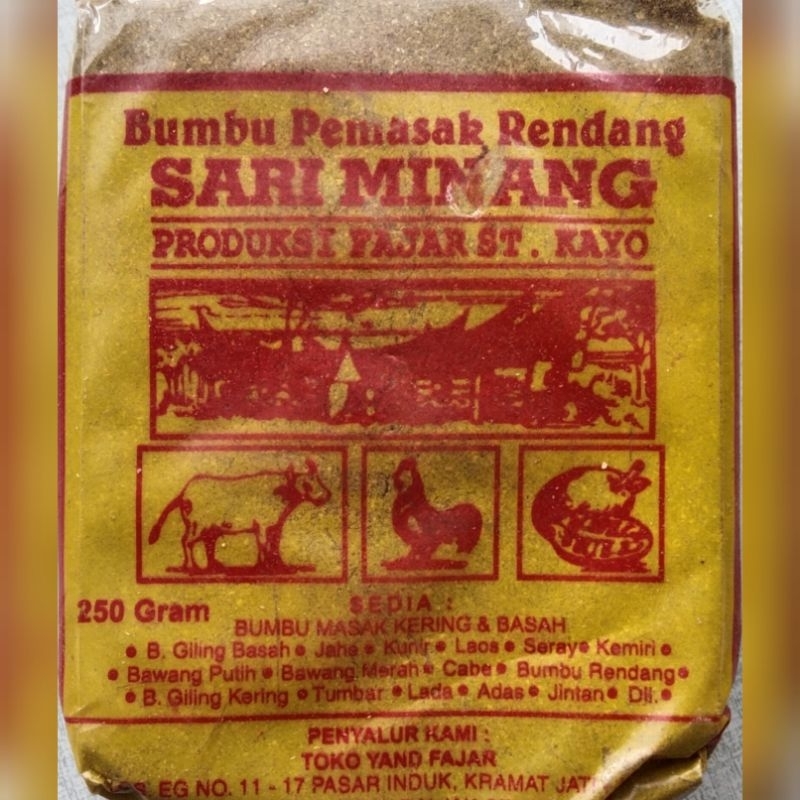 Bumbu Pemasak Rendang
SARI MINANG
PRODUKSI FAJAR ST. KAYO
250 Gram
SEDIA :
BUMBU MASAK KERING & BASAH
• B. Giling Basah • Jahe • Kunir • Laos • Seraye Kemiri •
• Bawang Putih • Bawang Merah • Cabe • Bumbu Rendang •
• B. Giling Kering • Tumbar • Lada • Adas • Jintan • Dll. •
PENYALUR KAMI :
TOKO YAND FAJAR
EG NO. 11 - 17 PASAR INDUK, KRAMAT JATI